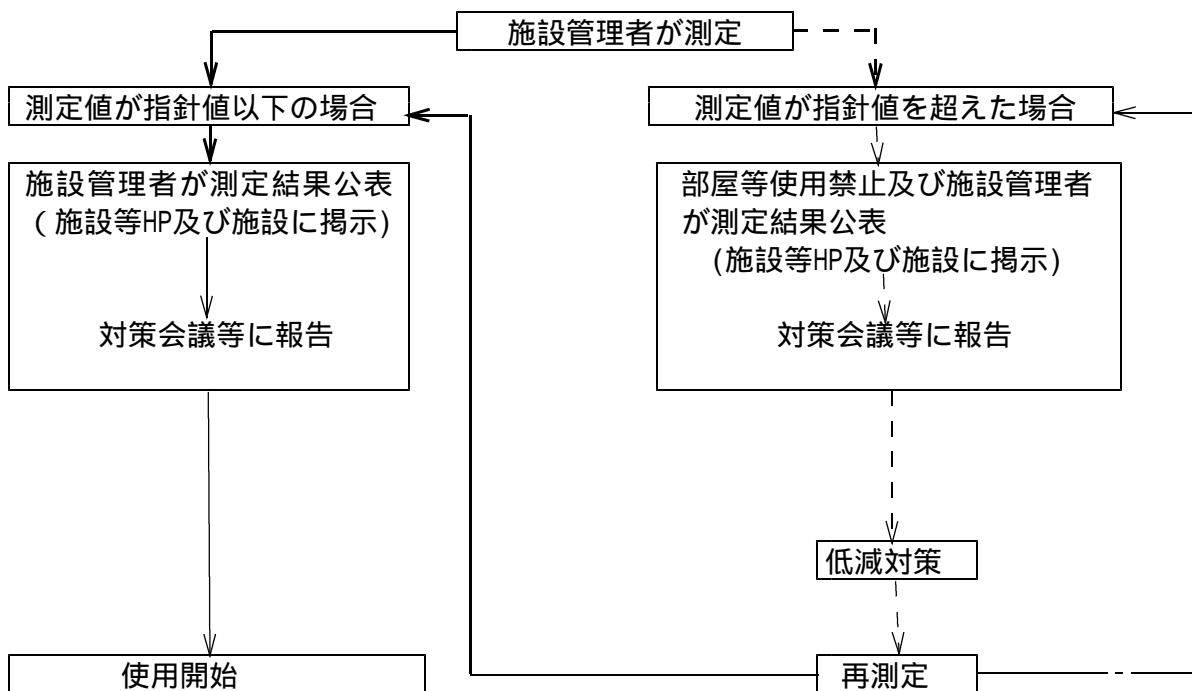 施設管理者が測定
測定値が指針値以下の場合
施設管理者が測定結果公表
(施設等HP及び施設に掲示)
対策会議等に報告
使用開始
測定値が指針値を超えた場合
部屋等使用禁止及び施設管理者
が測定結果公表
(施設等HP及び施設に掲示)
対策会議等に報告
低減対策
再測定